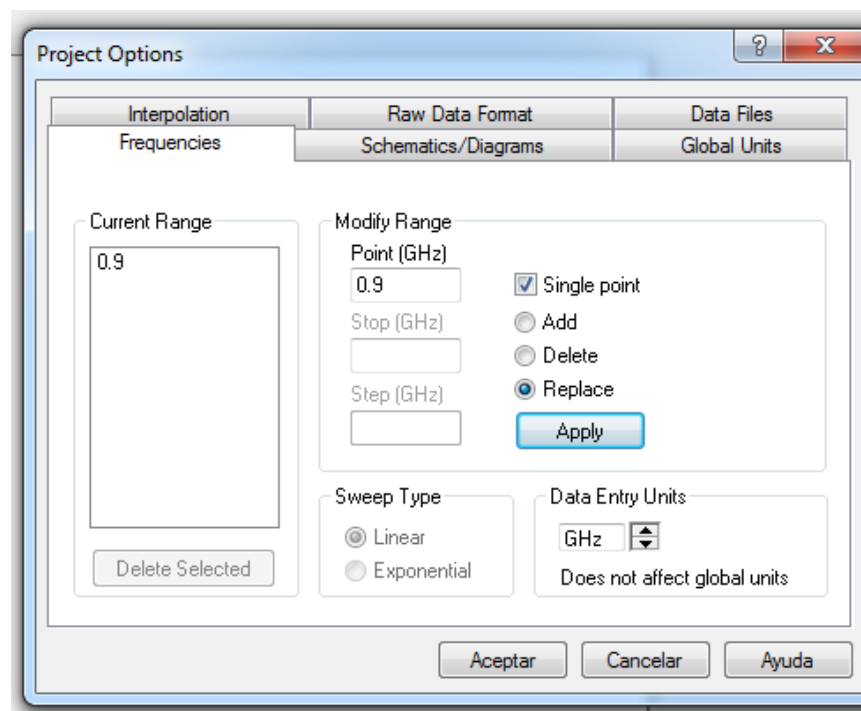 Project Options
Interpolation Raw Data Format Data Files
Frequencies Schematics/Diagrams Global Units
Current Range
0.9
Delete Selected
Modify Range
Point (GHz)
0.9
Single point
Stop (GHz)
Add
Delete
Step (GHz)
Replace
Apply
Sweep Type
Linear
Exponential
Data Entry Units
GHz
Does not affect global units
Aceptar Cancelar Ayuda